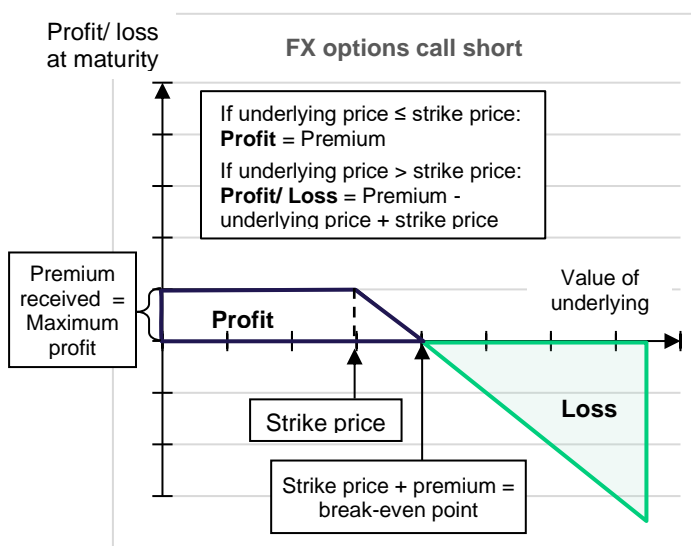 Profit/ loss
at maturity
FX options call short
If underlying price ≤ strike price:
Profit = Premium
If underlying price > strike price:
Profit/ Loss = Premium -
underlying price + strike price
Premium
received =
Maximum
profit
Profit
Value of
underlying
Strike price
Loss
Strike price + premium =
break-even point